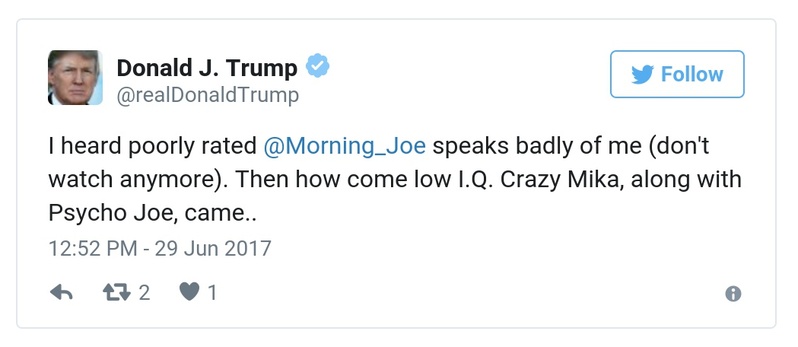 Donald J. Trump
@realDonaldTrump
Follow
I heard poorly rated @Morning_Joe speaks badly of me (don't
watch anymore). Then how come low I.Q. Crazy Mika, along with
Psycho Joe, came..
12:52 PM - 29 Jun 2017
2 1